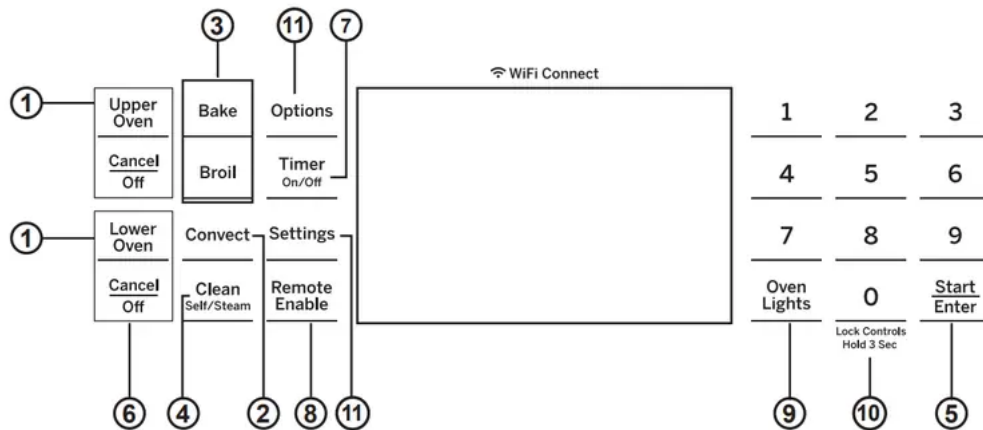 3
11
7
WiFi Connect
1
Upper
Oven
Bake
Options
1
2
3
Cancel
Off
Broil
Timer
On/Off
4
5
6
1
Lower
Oven
Convect
Settings
7
8
9
Cancel
Off
Clean
Self/Steam
Remote
Enable
Oven
Lights
0
Start
Enter
Lock Controls
Hold 3 Sec
6
4
2
8
11
9
10
5